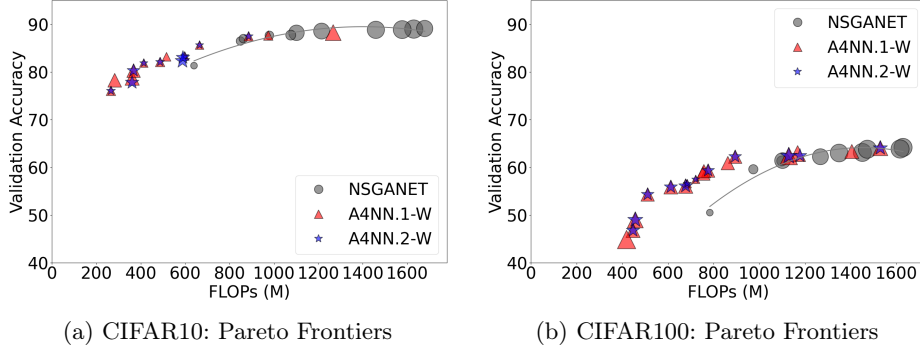 90
80
70
60
50
40
Validation Accuracy
NSGANET
A4NN.1-W
A4NN.2-W
0 200 400 600 800 1000 1200 1400 1600
FLOPs (M)
(a) CIFAR10: Pareto Frontiers
90
80
70
60
50
40
Validation Accuracy
NSGANET
A4NN.1-W
A4NN.2-W
0 200 400 600 800 1000 1200 1400 1600
FLOPs (M)
(b) CIFAR100: Pareto Frontiers